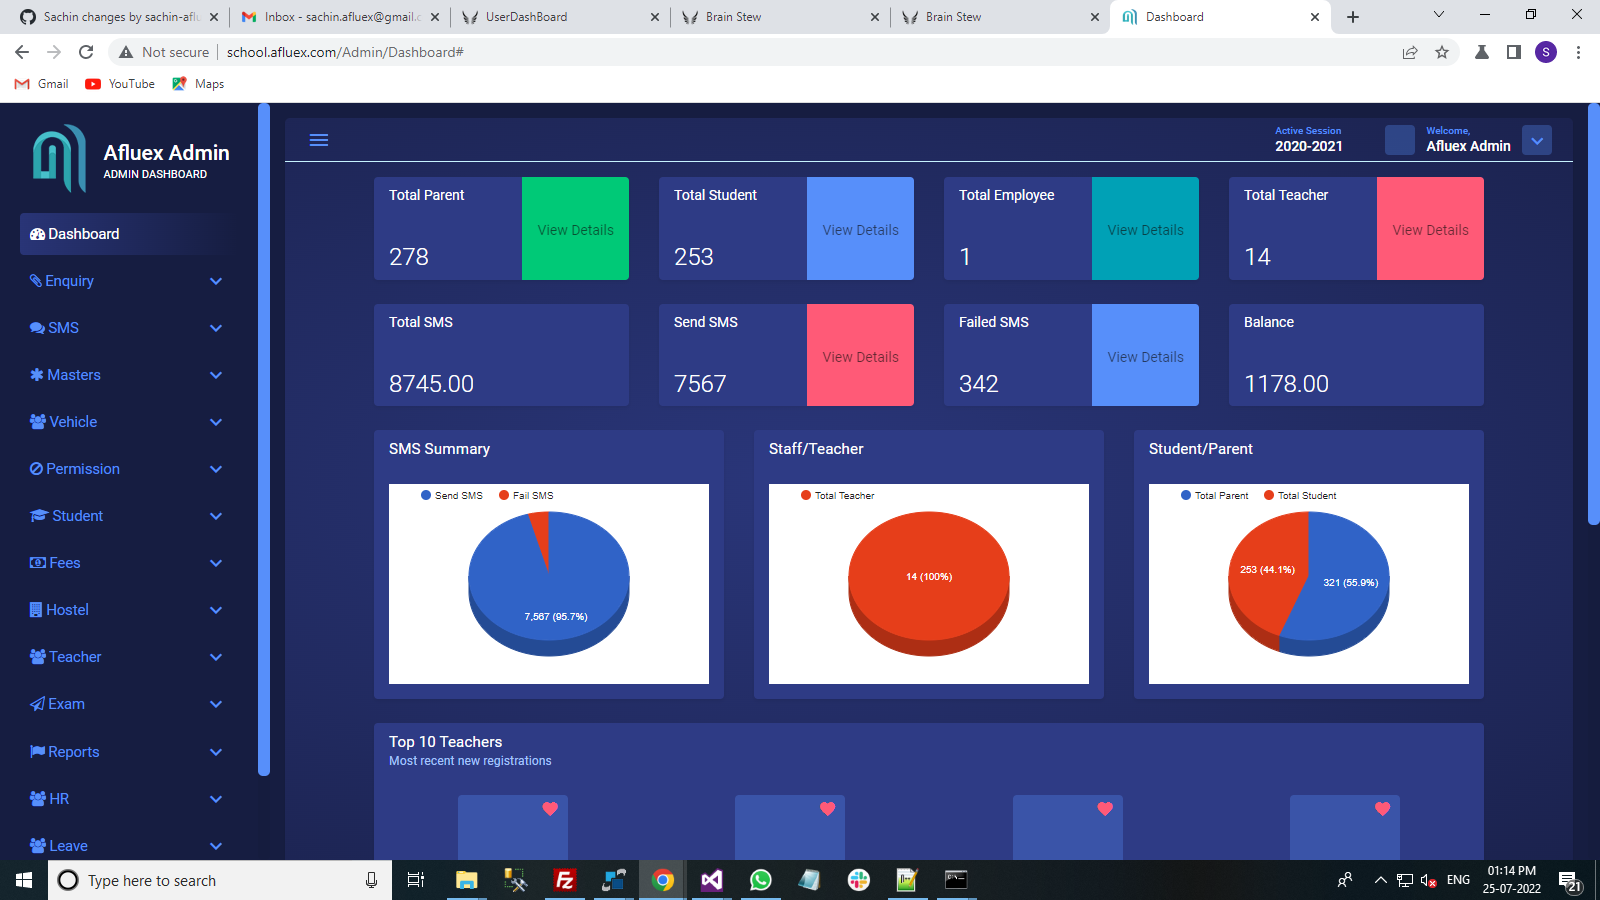 Sachin changes by sachin-aflu
Inbox - sachin.afluex@gmail.c
UserDashBoard
Brain Stew
Brain Stew
Dashboard
Not secure
school.afluex.com/Admin/Dashboard#
S
Gmail
YouTube
Maps
Afluex Admin
ADMIN DASHBOARD
Dashboard
Enquiry
SMS
Masters
Vehicle
Permission
Student
Fees
Hostel
Teacher
Exam
Reports
HR
Leave
Active Session
2020-2021
Welcome,
Afluex Admin
Total Parent
278
View Details
Total Student
253
View Details
Total Employee
1
View Details
Total Teacher
14
View Details
Total SMS
8745.00
Send SMS
7567
View Details
Failed SMS
342
View Details
Balance
1178.00
SMS Summary
Send SMS
Fail SMS
7,567 (95.7%)
Staff/Teacher
Total Teacher
14 (100%)
Student/Parent
Total Parent
Total Student
253 (44.1%)
321 (55.9%)
Top 10 Teachers
Most recent new registrations
Type here to search
ENG
01:14 PM
25-07-2022
21